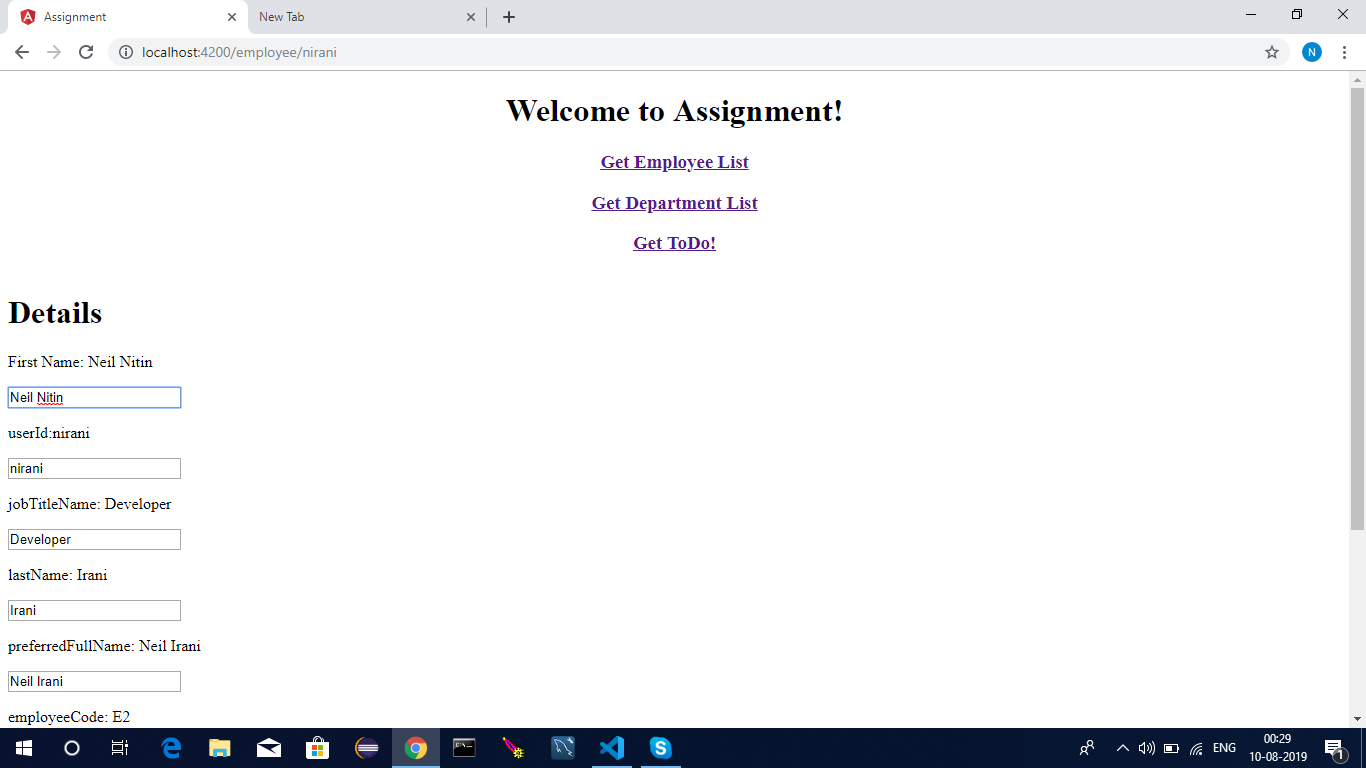 Assignment
New Tab
localhost:4200/employee/nirani
N
Welcome to Assignment!
Get Employee List
Get Department List
Get ToDo!
Details
First Name: Neil Nitin
Neil Nitin
userId:nirani
nirani
jobTitleName: Developer
Developer
lastName: Irani
Irani
preferredFullName: Neil Irani
Neil Irani
employeeCode: E2
ENG
00:29
10-08-2019
1